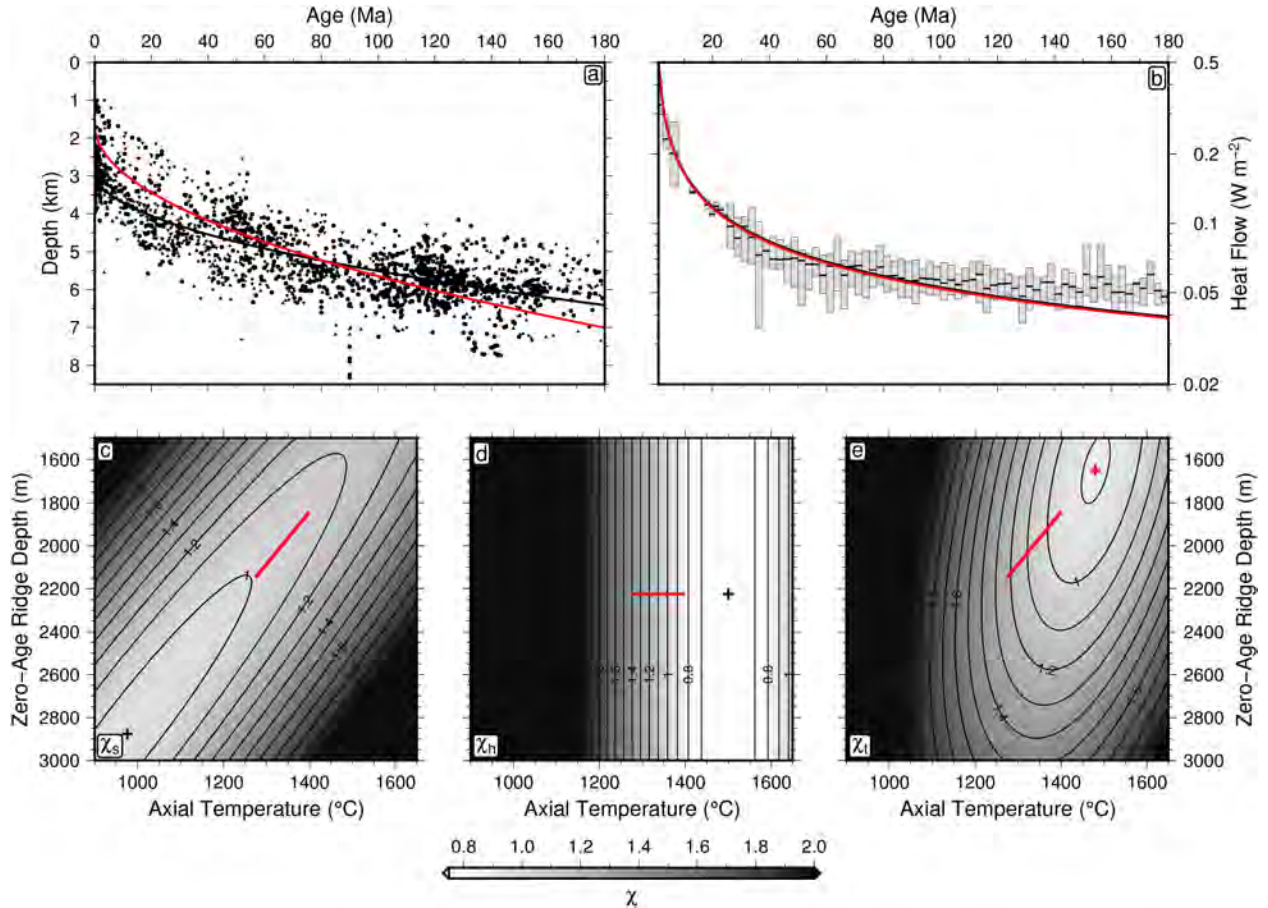 Age (Ma)
Age (Ma)
0 20 40 60 80 100 120 140 160 180
20 40 60 80 100 120 140 160 180
a
b
0
1
2
3
4
5
6
7
8
Depth (km)
0.5
0.2
0.1
0.05
0.02
Heat Flow (W m−2)
c
d
e
1600
1800
2000
2200
2400
2600
2800
3000
Zero−Age Ridge Depth (m)
1
1.2
1.4
1.2
1.4
χs
1.4
1.2
1
0.8
0.8
1
χh
1
1.2
1.4
χt
1600
1800
2000
2200
2400
2600
2800
3000
Zero−Age Ridge Depth (m)
1000 1200 1400 1600
1000 1200 1400 1600
1000 1200 1400 1600
Axial Temperature (°C)
Axial Temperature (°C)
Axial Temperature (°C)
0.8 1.0 1.2 1.4 1.6 1.8 2.0
χ